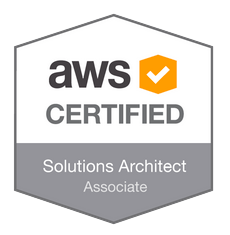 aws
CERTIFIED
Solutions Architect
Associate